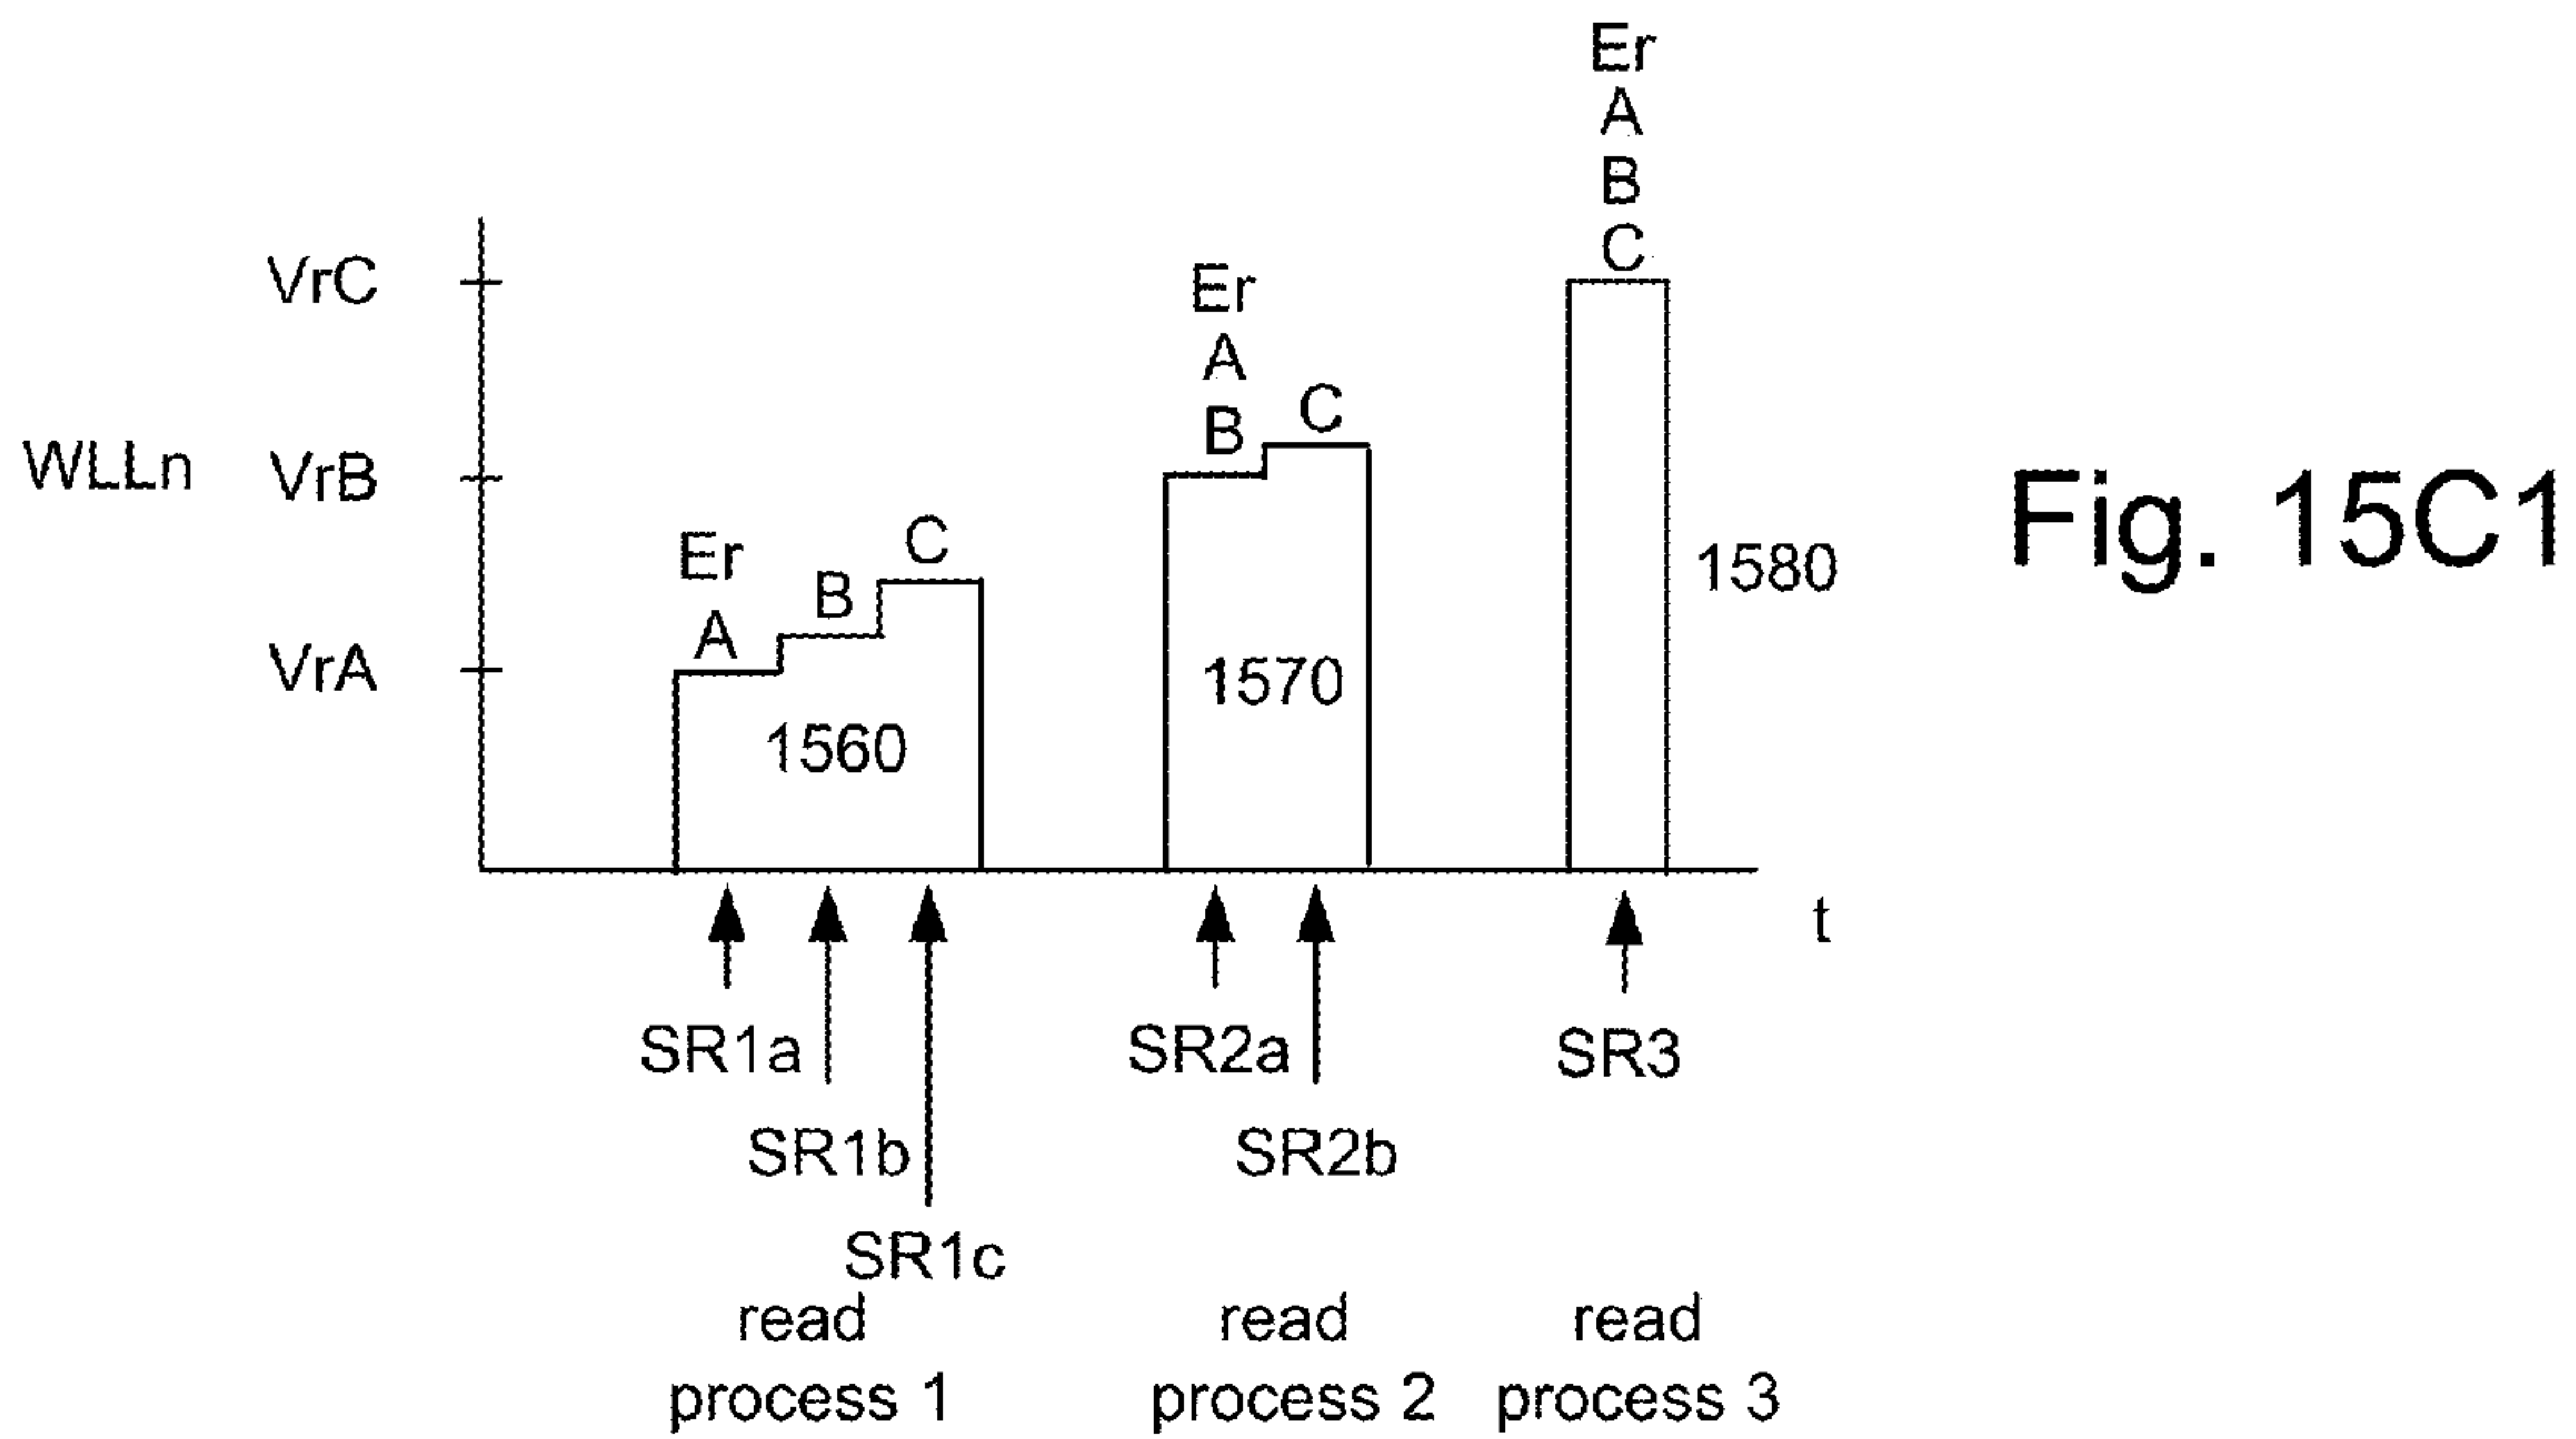 Er
A
B
C
VrC
Er
A
B
C
WLLn
VrB
Fig. 15C1
Er
A
B
C
1580
VrA
1570
1560
t
SR1a
SR2a
SR3
SR1b
SR2b
SR1c
read
process 1
read
process 2
read
process 3